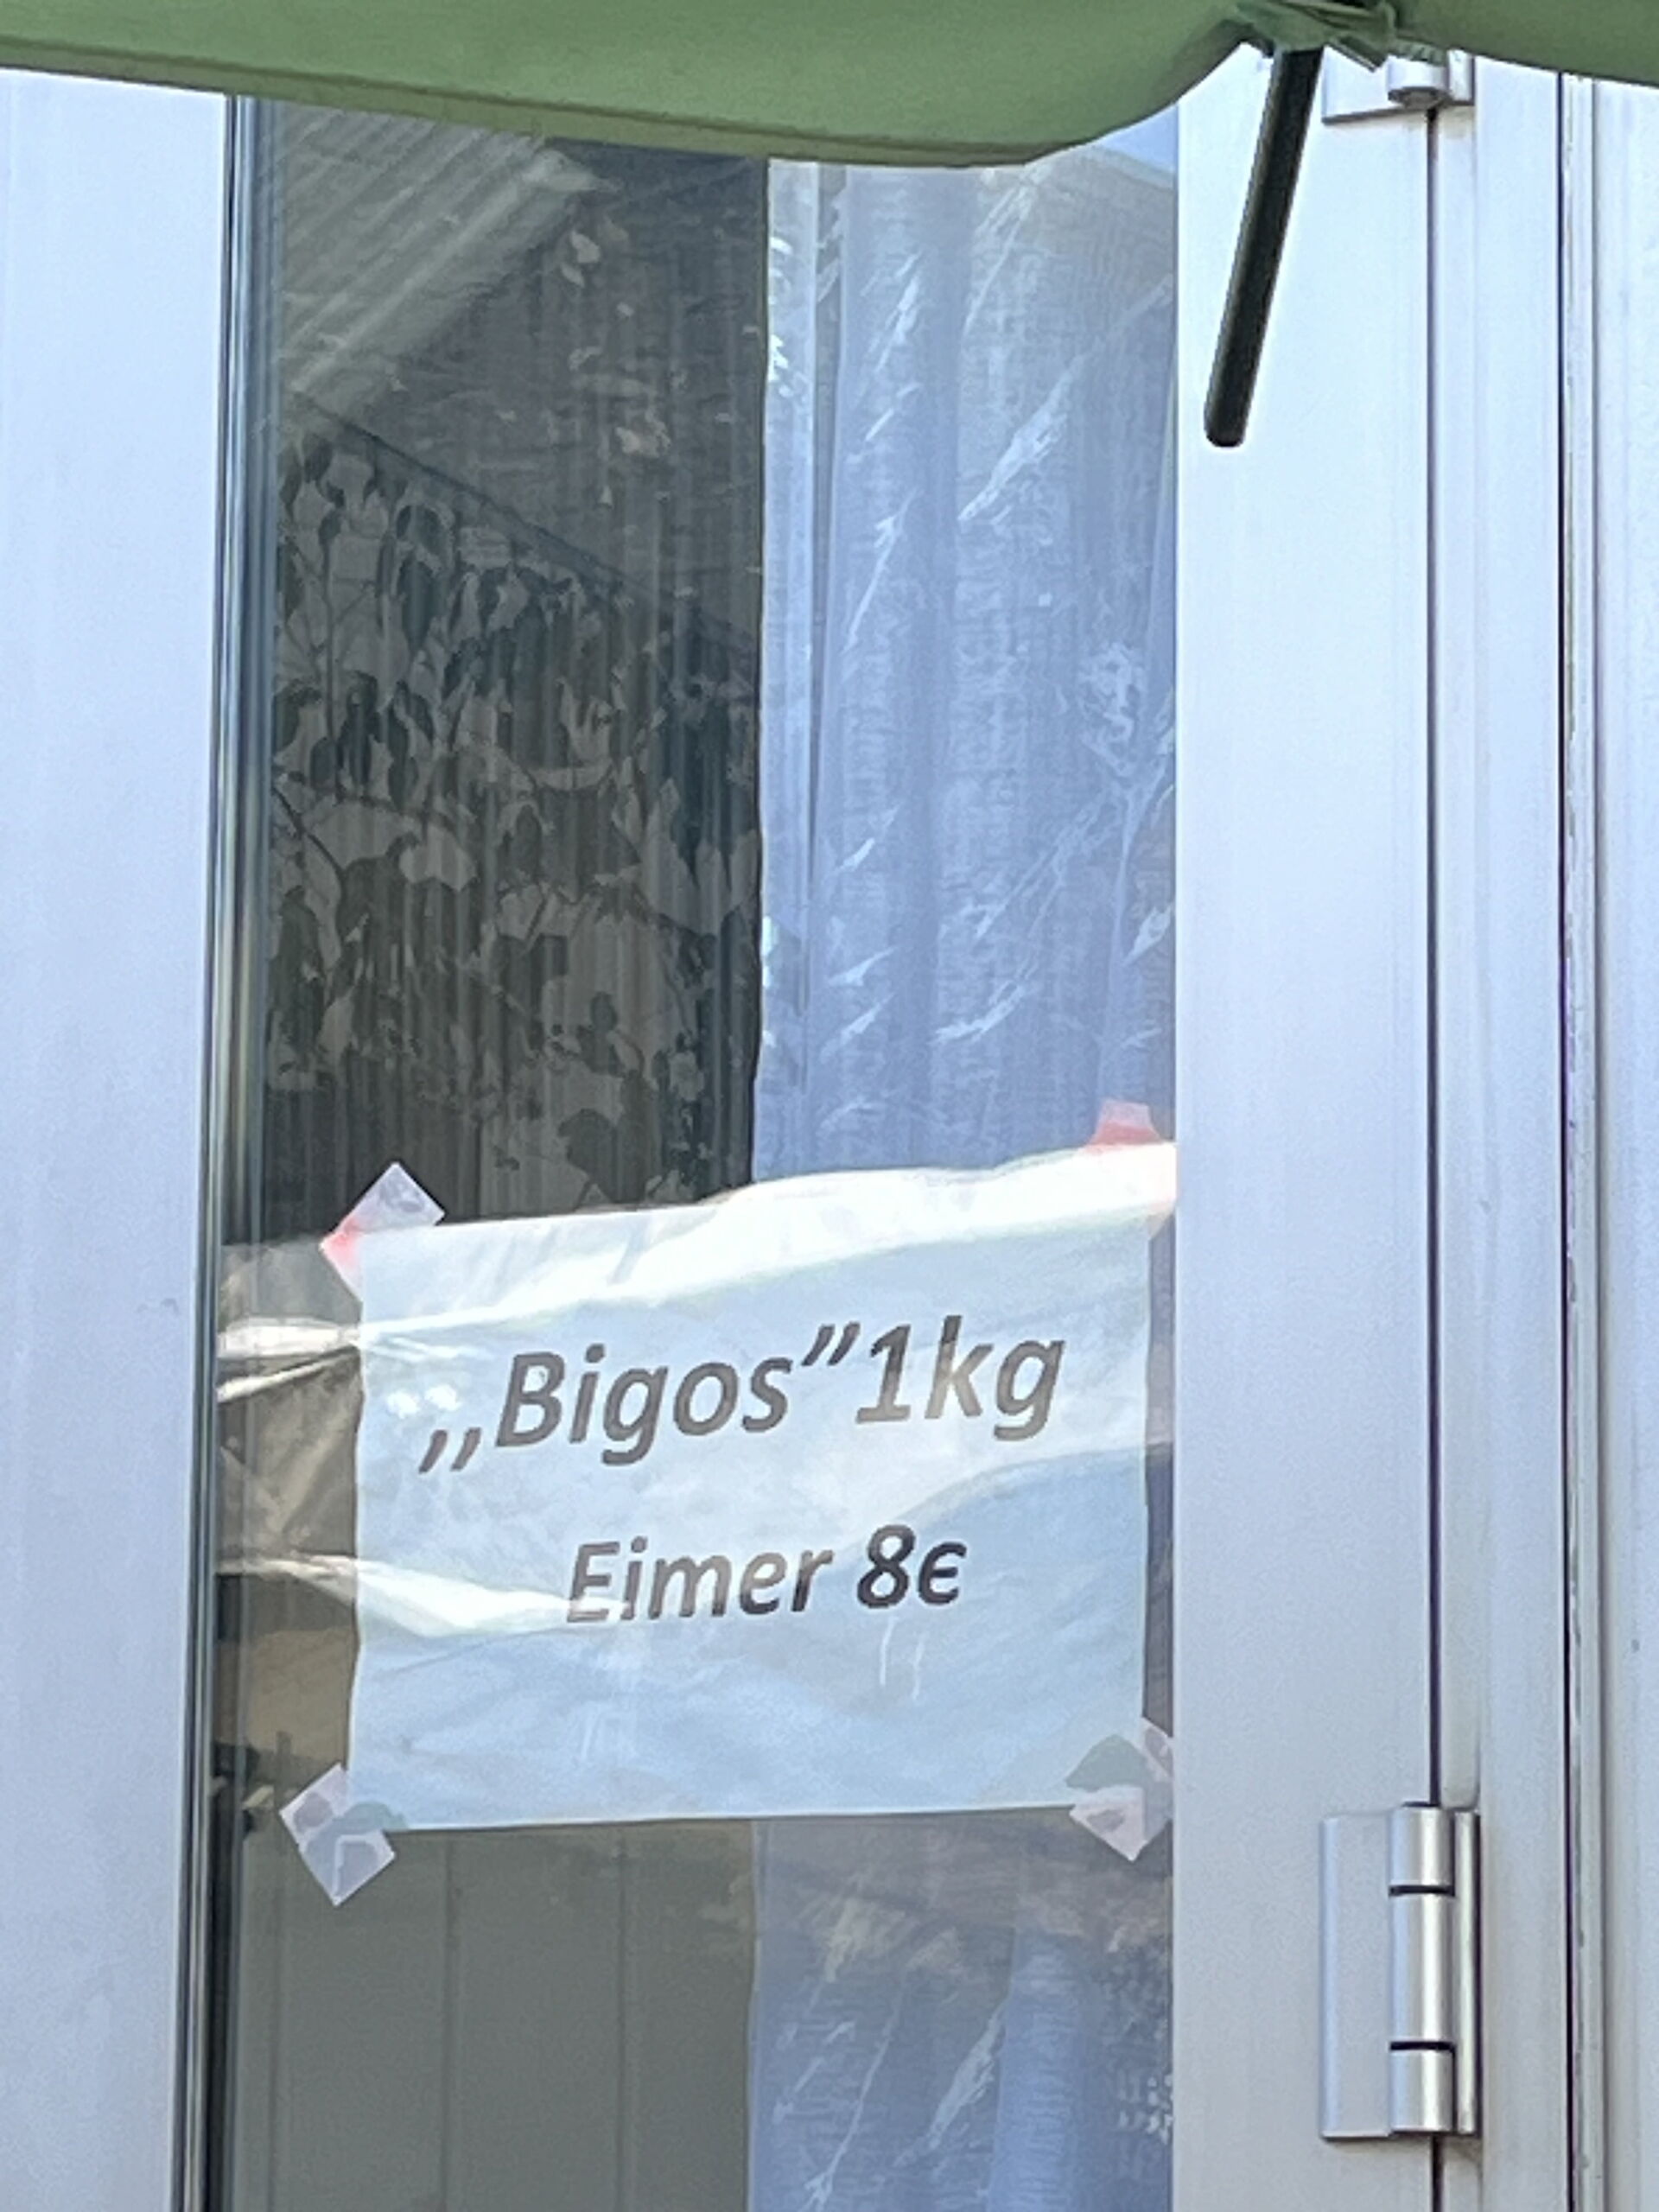 „Bigos”1kg
Eimer 8€